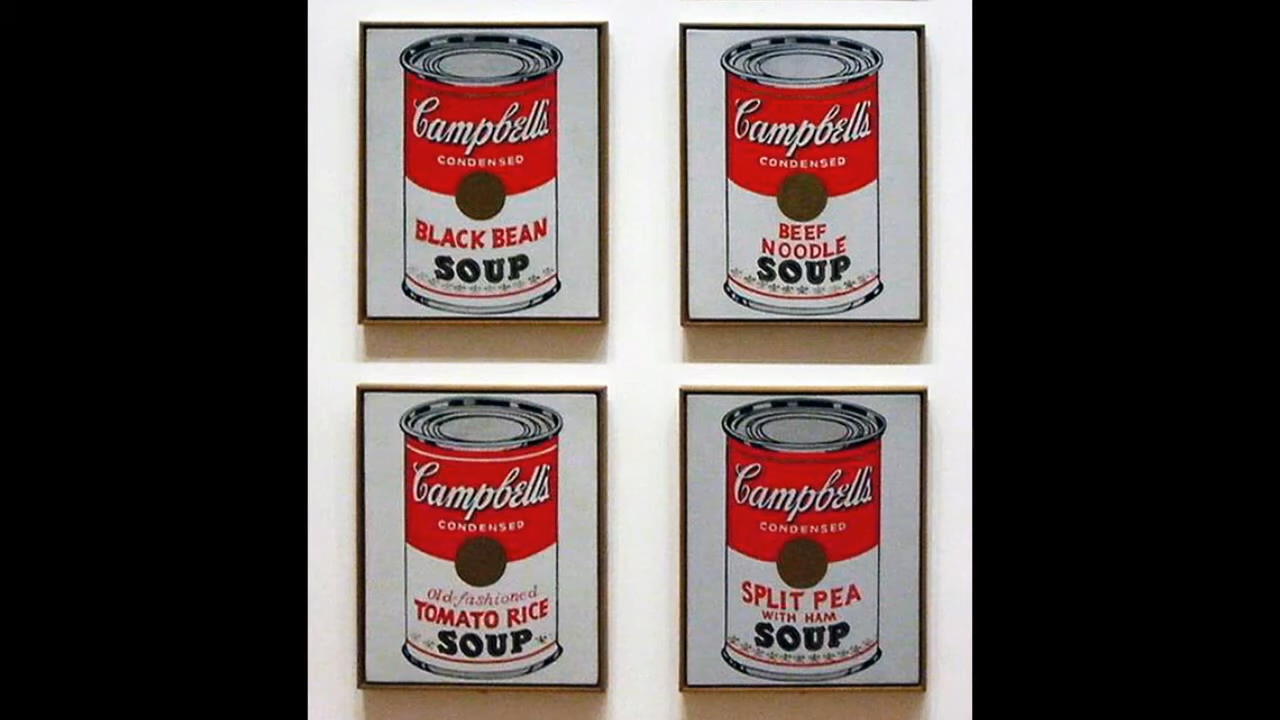 Campbell's
CONDENSED
BLACK BEAN
SOUP
Campbell's
CONDENSED
BEEF
NOODLE
SOUP
Campbell's
CONDENSED
Old-fashioned
TOMATO RICE
SOUP
Campbell's
CONDENSED
SPLIT PEA
WITH HAM
SOUP